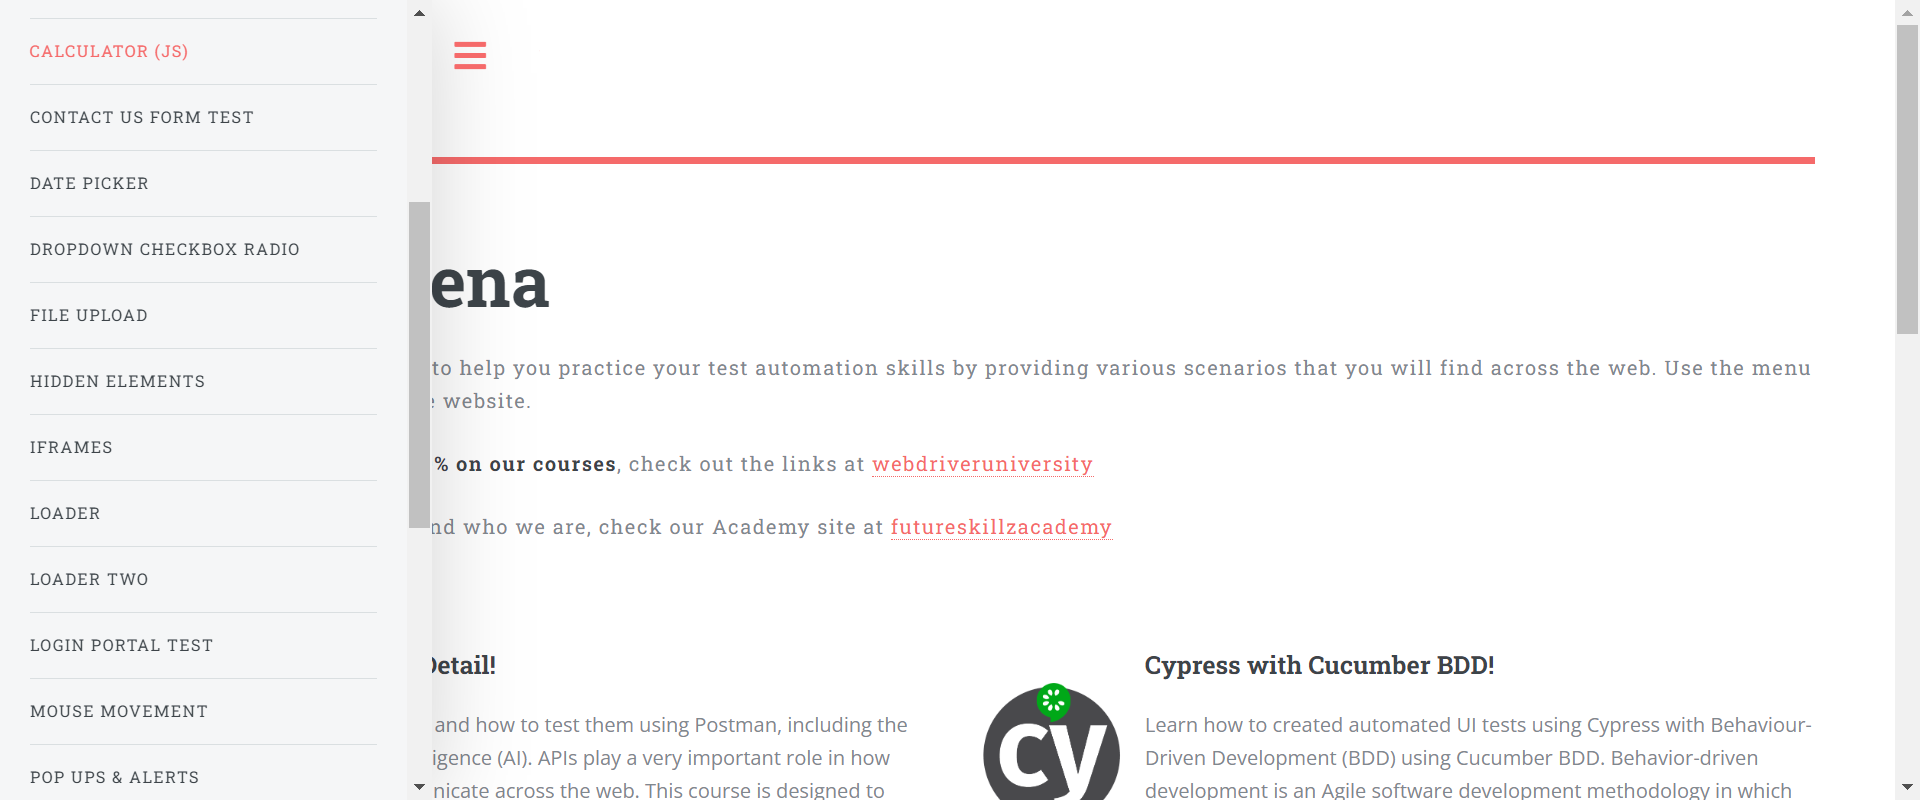 CALCULATOR (JS)
CONTACT US FORM TEST
DATE PICKER
DROPDOWN CHECKBOX RADIO
FILE UPLOAD
HIDDEN ELEMENTS
IFRAMES
LOADER
LOADER TWO
LOGIN PORTAL TEST
MOUSE MOVEMENT
POP UPS & ALERTS
ena
to help you practice your test automation skills by providing various scenarios that you will find across the web. Use the menu
website.
% on our courses, check out the links at webdriveruniversity
nd who we are, check our Academy site at futureskillzacademy
Detail!
and how to test them using Postman, including the
igence (AI). APIs play a very important role in how
nicate across the web. This course is designed to
cy
Cypress with Cucumber BDD!
Learn how to created automated UI tests using Cypress with Behaviour-
Driven Development (BDD) using Cucumber BDD. Behavior-driven
development is an Agile software development methodology in which